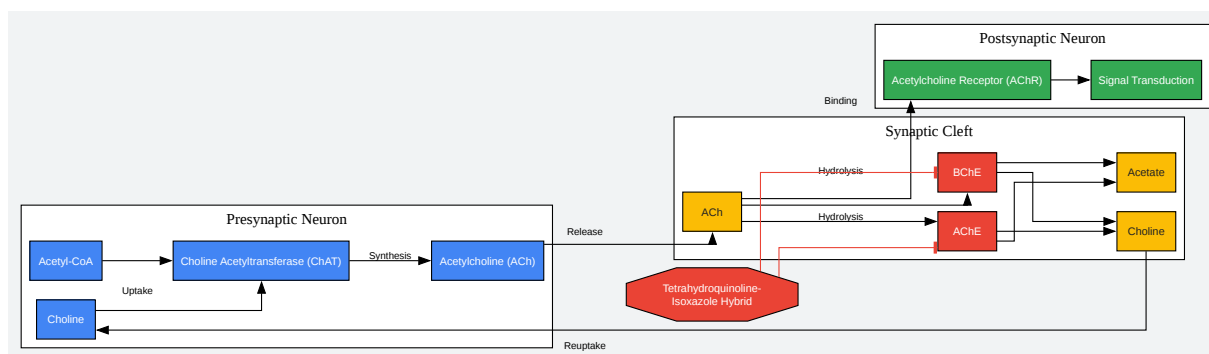 Postsynaptic Neuron
Acetylcholine Receptor (AChR)
Signal Transduction
Binding
Synaptic Cleft
Hydrolysis
BChE
Acetate
ACh
Hydrolysis
AChE
Choline
Presynaptic Neuron
Release
Acetyl-CoA
Choline Acetyltransferase (ChAT)
Synthesis
Acetylcholine (ACh)
Uptake
Choline
Tetrahydroquinoline-
Isoxazole Hybrid
Reuptake